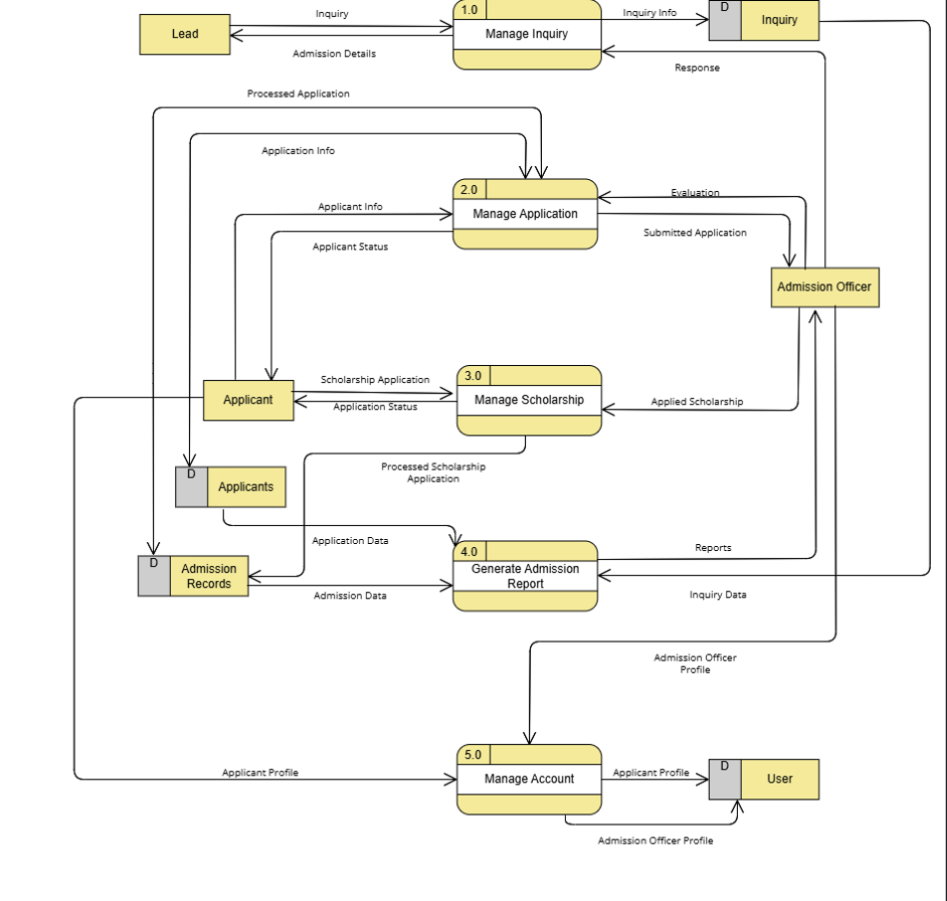 1.0
D
Inquiry
Inquiry Info
Inquiry
Lead
Manage Inquiry
Admission Details
Response
Processed Application
Application Info
2.0
Evaluation
Applicant Info
Manage Application
Submitted Application
Applicant Status
Admission Officer
3.0
Scholarship Application
Applicant
Manage Scholarship
Applied Scholarship
Application Status
D
Processed Scholarship
Application
Applicants
Application Data
4.0
Reports
D
Admission
Records
Generate Admission
Report
Admission Data
Inquiry Data
Admission Officer
Profile
5.0
D
Applicant Profile
Manage Account
Applicant Profile
User
Admission Officer Profile